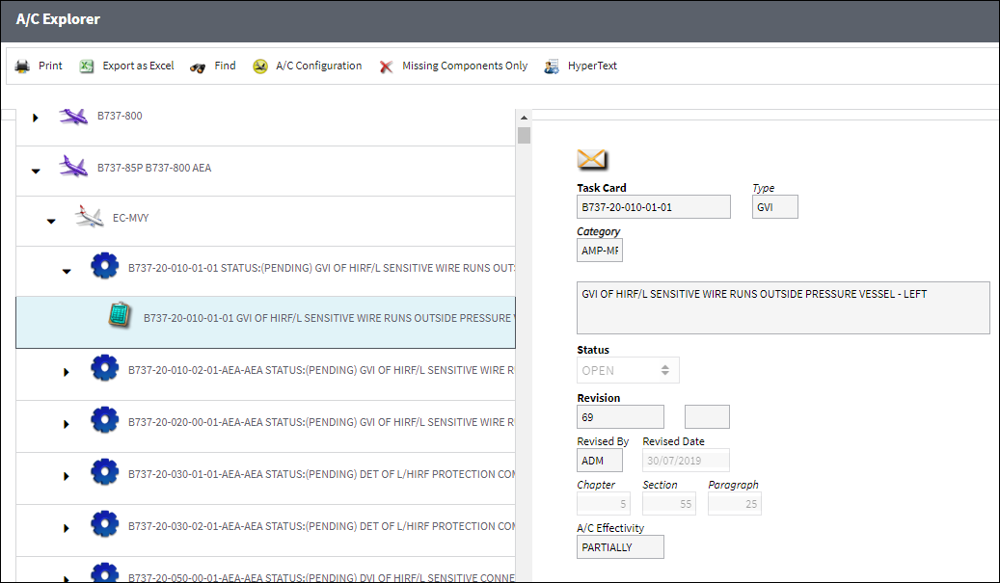 A/C Explorer
Print Export as Excel Find A/C Configuration Missing Components Only HyperText
B737-800
B737-85P B737-800 AEA
EC-MVY
B737-20-010-01-01 STATUS:(PENDING) GVI OF HIRF/L SENSITIVE WIRE RUNS OUTS
B737-20-010-01-01 GVI OF HIRF/L SENSITIVE WIRE RUNS OUTSIDE PRESSURE V
B737-20-010-02-01-AEA-AEA STATUS:(PENDING) GVI OF HIRF/L SENSITIVE WIRE R
B737-20-020-00-01-AEA-AEA STATUS:(PENDING) GVI OF HIRF/L SENSITIVE WIRE R
B737-20-030-01-01-AEA-AEA STATUS:(PENDING) DET OF L/HIRF PROTECTION COM
B737-20-030-02-01-AEA-AEA STATUS:(PENDING) DET OF L/HIRF PROTECTION COM
B737-20-050-00-01-AEA-AEA STATUS:(PENDING) DVI OF HIRF/L SENSITIVE CONNE
Task Card Type
B737-20-010-01-01 GVI
Category
AMP-MF
GVI OF HIRF/L SENSITIVE WIRE RUNS OUTSIDE PRESSURE VESSEL - LEFT
Status
OPEN
Revision
69
Revised By Revised Date
ADM 30/07/2019
Chapter Section Paragraph
5 55 25
A/C Effectivity
PARTIALLY